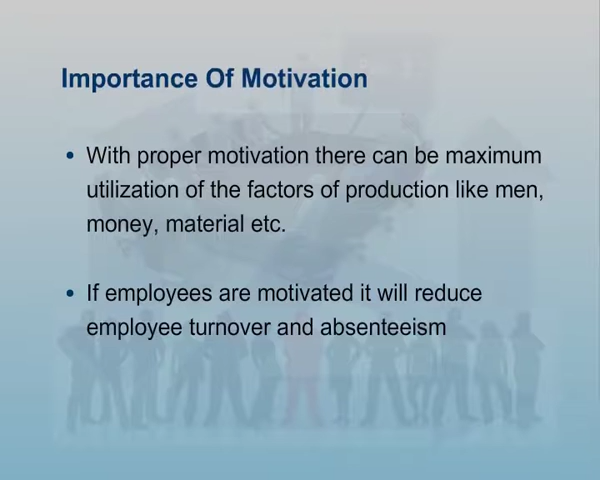 Importance Of Motivation
• With proper motivation there can be maximum
utilization of the factors of production like men,
money, material etc.
• If employees are motivated it will reduce
employee turnover and absenteeism